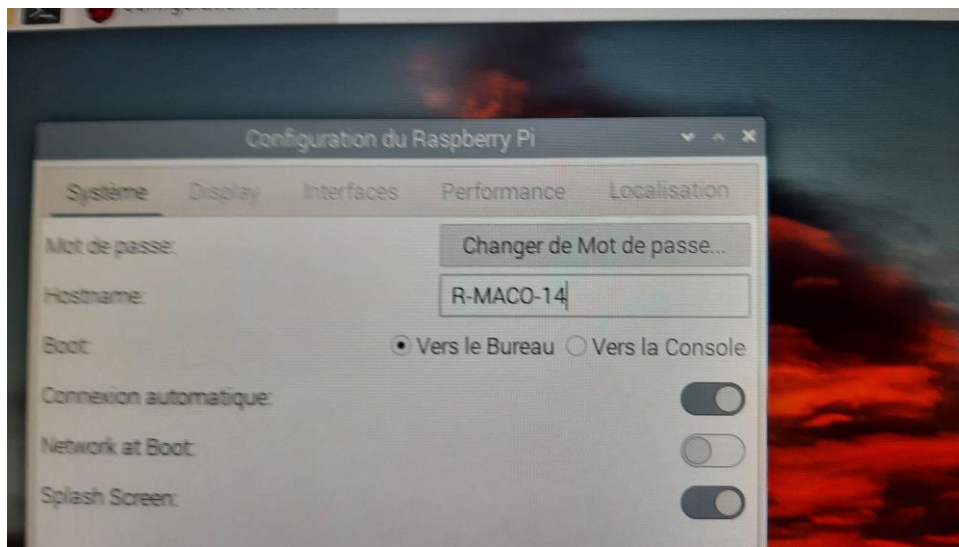 Configuration du Raspberry Pi
Système Display Interfaces Performance Localisation
Mot de passe: Changer de Mot de passe...
Hostname: R-MACO-14
Boot: Vers le Bureau Vers la Console
Connexion automatique:
Network at Boot:
Splash Screen: